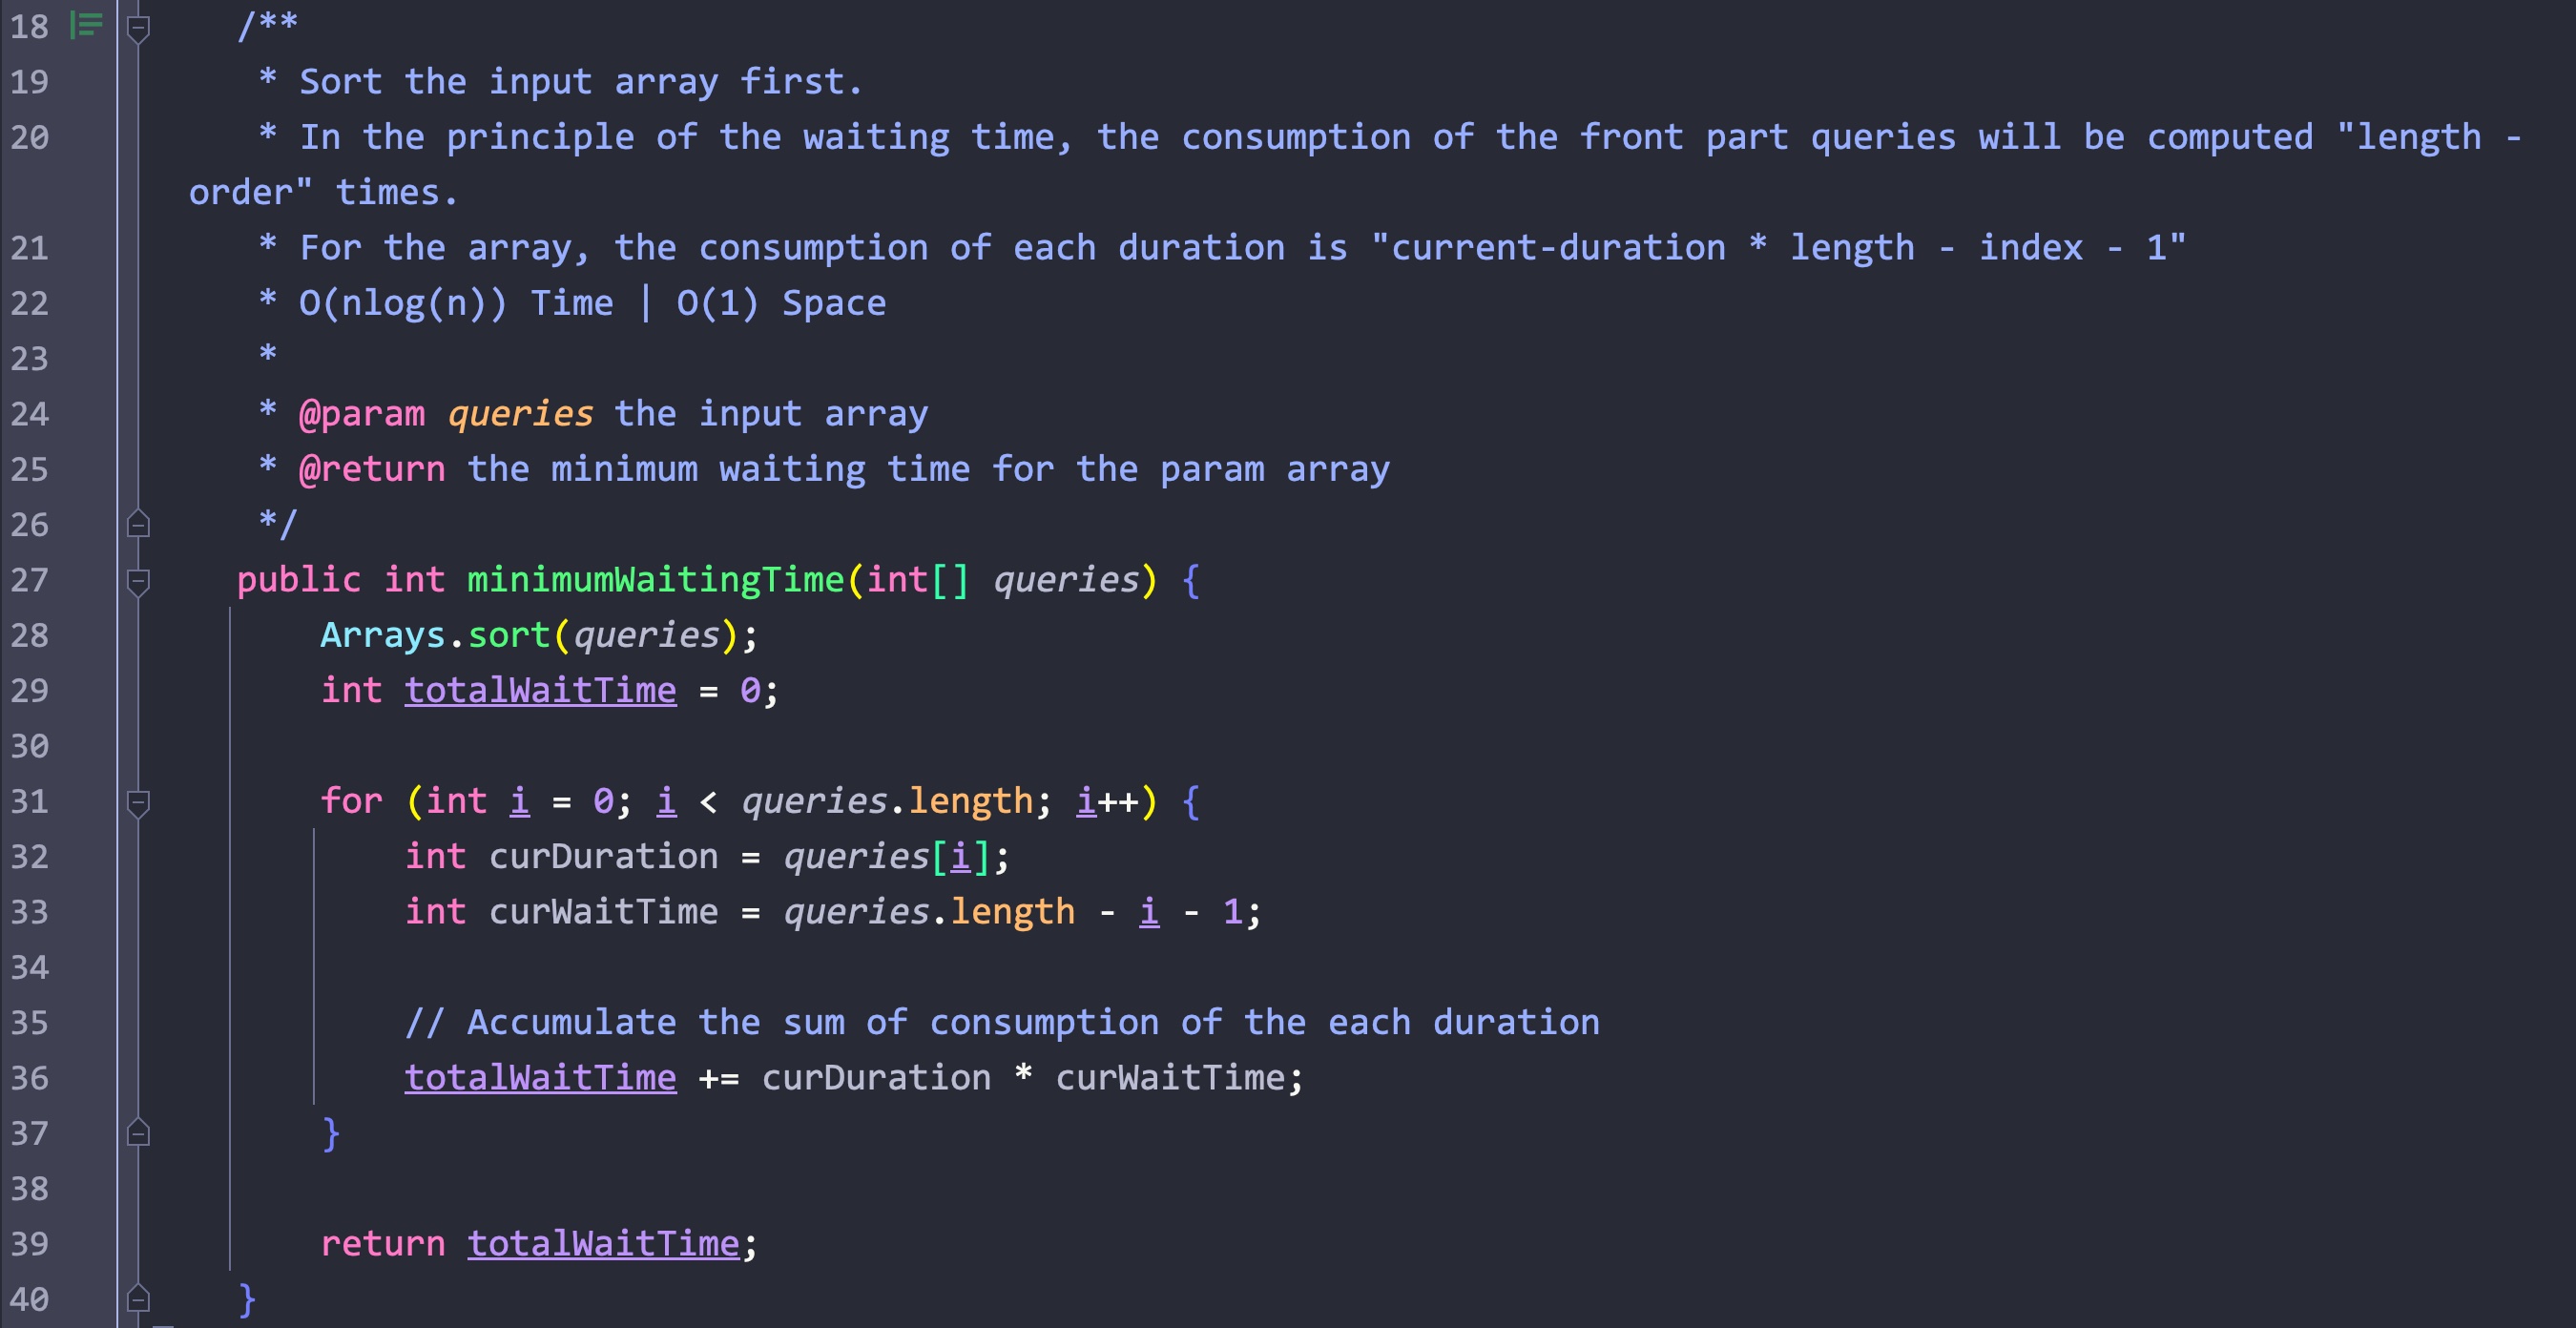 18 /**
19 * Sort the input array first.
20 * In the principle of the waiting time, the consumption of the front part queries will be computed "length -
order" times.
21 * For the array, the consumption of each duration is "current-duration * length - index - 1"
22 * O(nlog(n)) Time | O(1) Space
23 *
24 * @param queries the input array
25 * @return the minimum waiting time for the param array
26 */
27 public int minimumWaitingTime(int[] queries) {
28 Arrays.sort(queries);
29 int totalWaitTime = 0;
30
31 for (int i = 0; i < queries.length; i++) {
32 int curDuration = queries[i];
33 int curWaitTime = queries.length - i - 1;
34
35 // Accumulate the sum of consumption of the each duration
36 totalWaitTime += curDuration * curWaitTime;
37 }
38
39 return totalWaitTime;
40 }